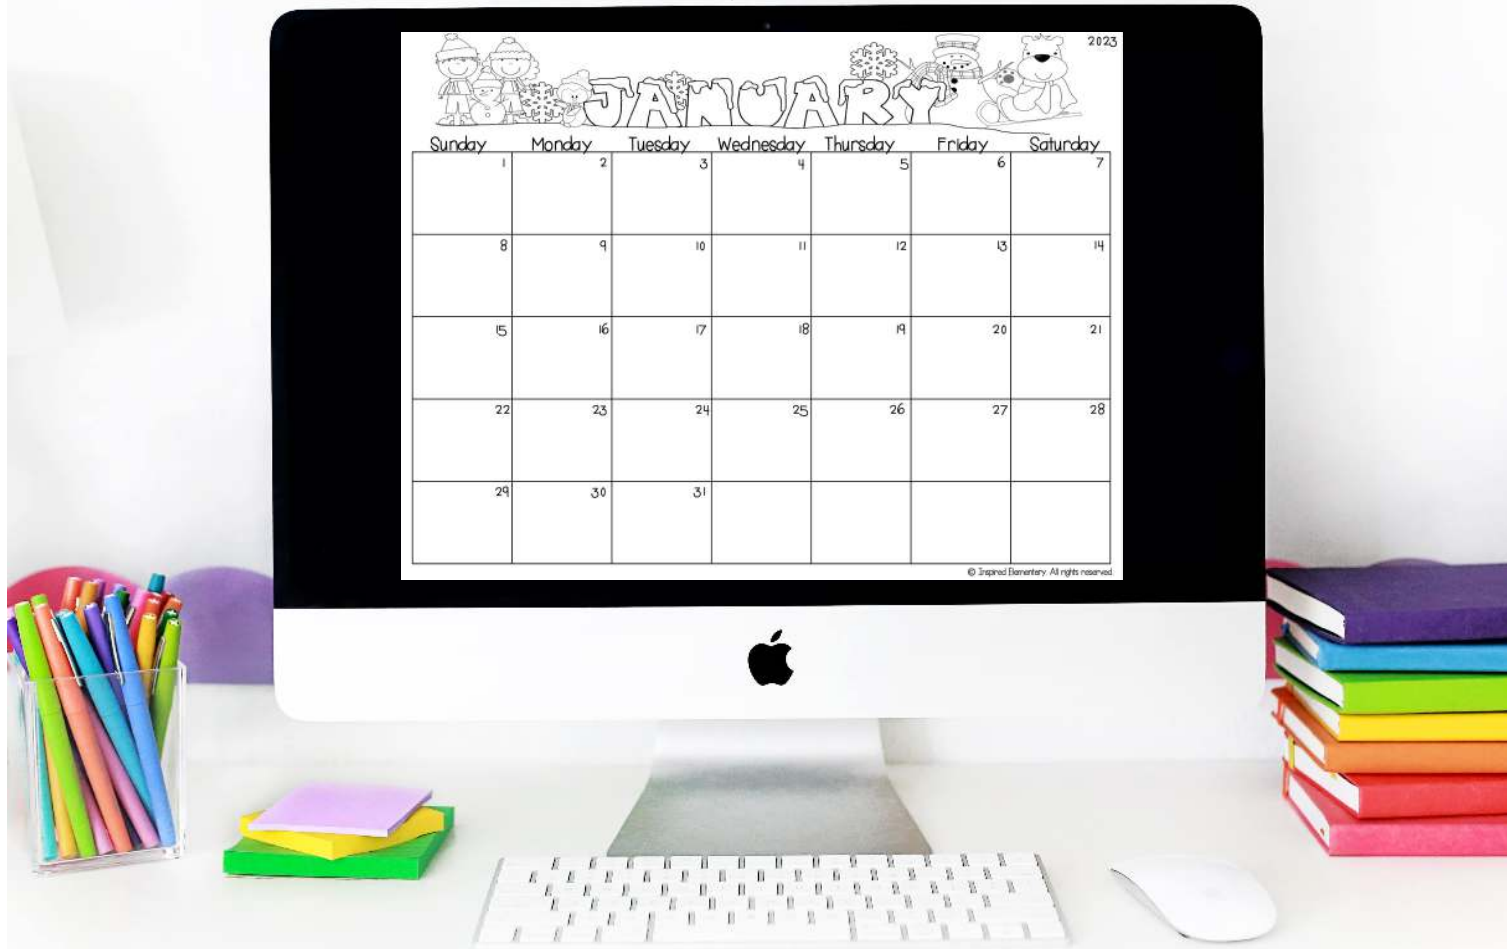 2023
JANUARY
Sunday Monday Tuesday Wednesday Thursday Friday Saturday
1 2 3 4 5 6 7
8 9 10 11 12 13 14
15 16 17 18 19 20 21
22 23 24 25 26 27 28
29 30 31
© Inspired Elementary. All rights reserved.